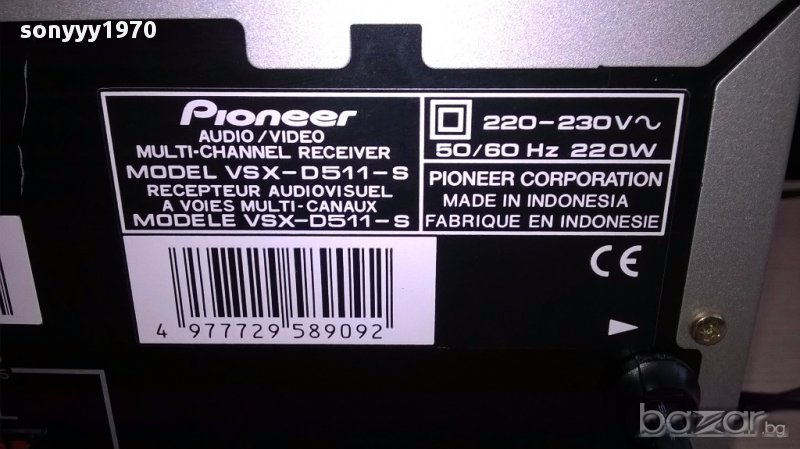 sonyyy1970
Pioneer
AUDIO/VIDEO
MULTI-CHANNEL RECEIVER
MODEL VSX-D511-S
RECEPTEUR AUDIOVISUEL
A VOIES MULTI-CANAUX
MODELE VSX-D511-S
220-230V~
50/60 Hz 220W
PIONEER CORPORATION
MADE IN INDONESIA
FABRIQUE EN INDONESIE
CE
4 977729 589092
bazar.bg